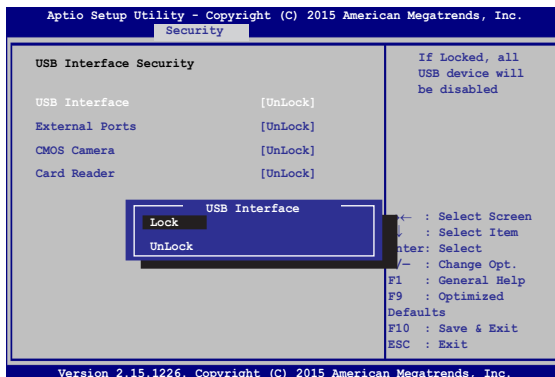 Aptio Setup Utility - Copyright (C) 2015 American Megatrends, Inc.
Security
USB Interface Security
USB Interface [UnLock]
External Ports [UnLock]
CMOS Camera [UnLock]
Card Reader [UnLock]
If Locked, all
USB device will
be disabled
USB Interface
Lock
UnLock
← : Select Screen
: Select Item
nter: Select
/— : Change Opt.
F1 : General Help
F9 : Optimized
Defaults
F10 : Save & Exit
ESC : Exit
Version 2.15.1226. Copyright (C) 2015 American Megatrends, Inc.